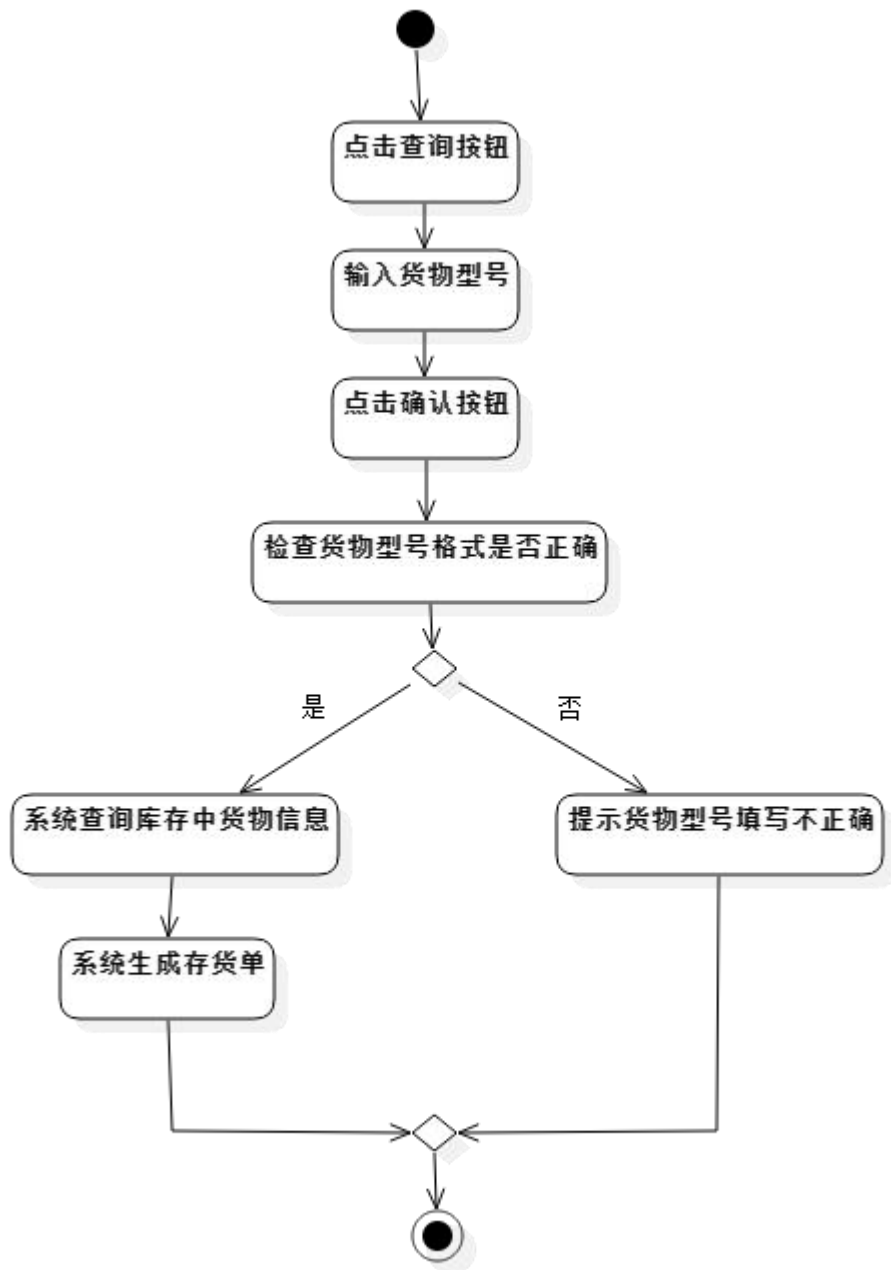 点击查询按钮
输入货物型号
点击确认按钮
检查货物型号格式是否正确
是
否
系统查询库存中货物信息
提示货物型号填写不正确
系统生成存货单